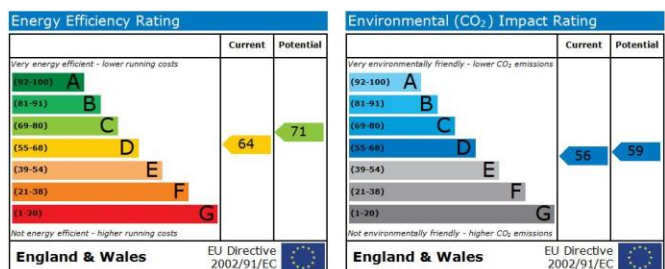 Energy Efficiency Rating
Current Potential
Very energy efficient - lower running costs
(92-100) A
(81-91) B
(69-80) C
71
(55-68) D
64
(39-54) E
(21-38) F
(1-20) G
Not energy efficient - higher running costs
England & Wales
EU Directive
2002/91/EC
Environmental (CO₂) Impact Rating
Current Potential
Very environmentally friendly - lower CO₂ emissions
(92-100) A
(81-91) B
(69-80) C
(55-68) D
56 59
(39-54) E
(21-38) F
(1-20) G
Not environmentally friendly - higher CO₂ emissions
England & Wales
EU Directive
2002/91/EC